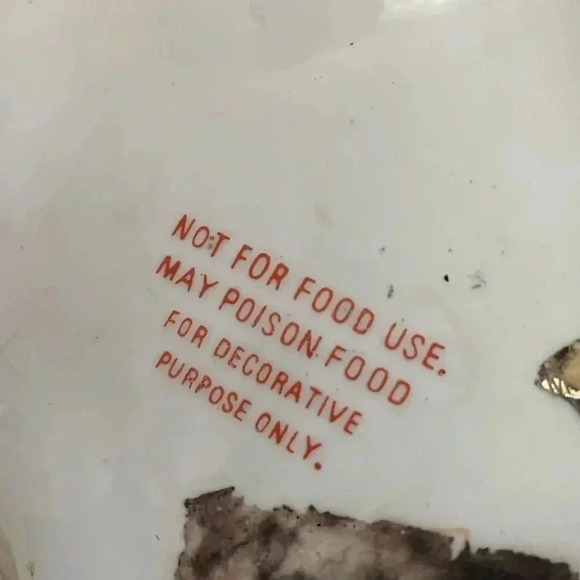 NOT FOR FOOD USE.
MAY POISON FOOD
FOR DECORATIVE
PURPOSE ONLY.